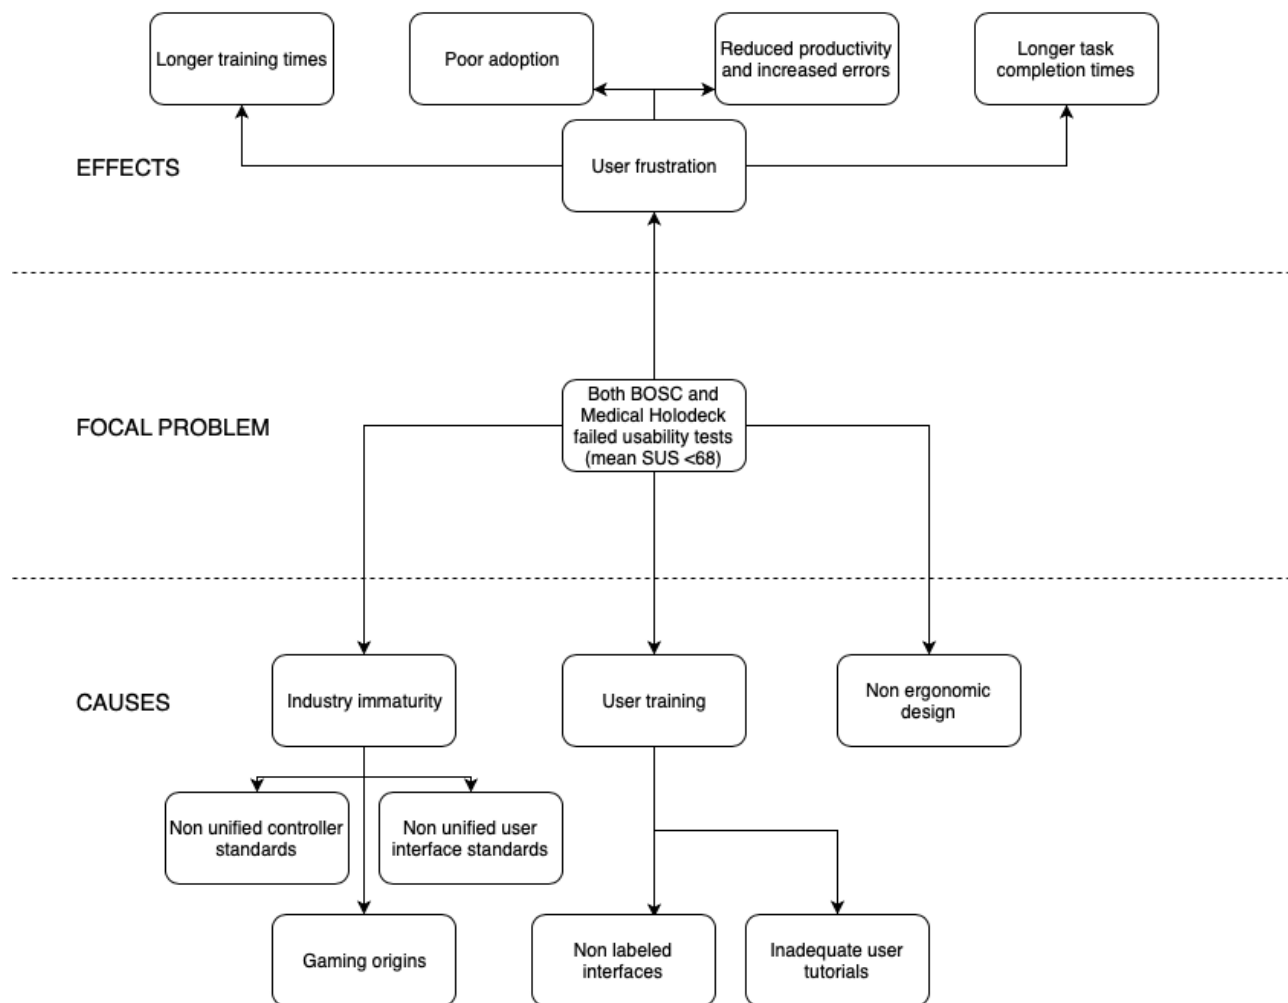 Longer training times
Poor adoption
Reduced productivity
and increased errors
Longer task
completion times
EFFECTS
User frustration
FOCAL PROBLEM
Both BOSC and
Medical Holodeck
failed usability tests
(mean SUS <68)
CAUSES
Industry immaturity
User training
Non ergonomic
design
Non unified controller
standards
Non unified user
interface standards
Gaming origins
Non labeled
interfaces
Inadequate user
tutorials